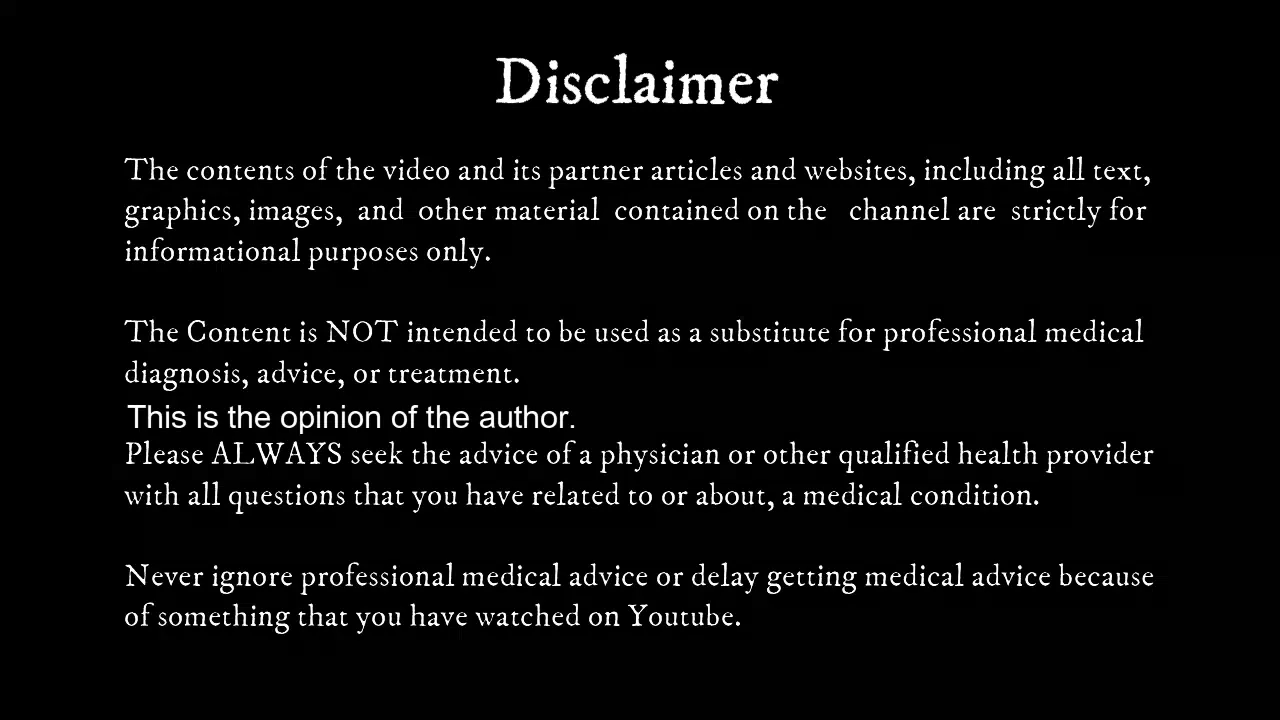 Disclaimer
The contents of the video and its partner articles and websites, including all text,
graphics, images, and other material contained on the channel are strictly for
informational purposes only.
The Content is NOT intended to be used as a substitute for professional medical
diagnosis, advice, or treatment.
This is the opinion of the author.
Please ALWAYS seek the advice of a physician or other qualified health provider
with all questions that you have related to or about, a medical condition.
Never ignore professional medical advice or delay getting medical advice because
of something that you have watched on Youtube.